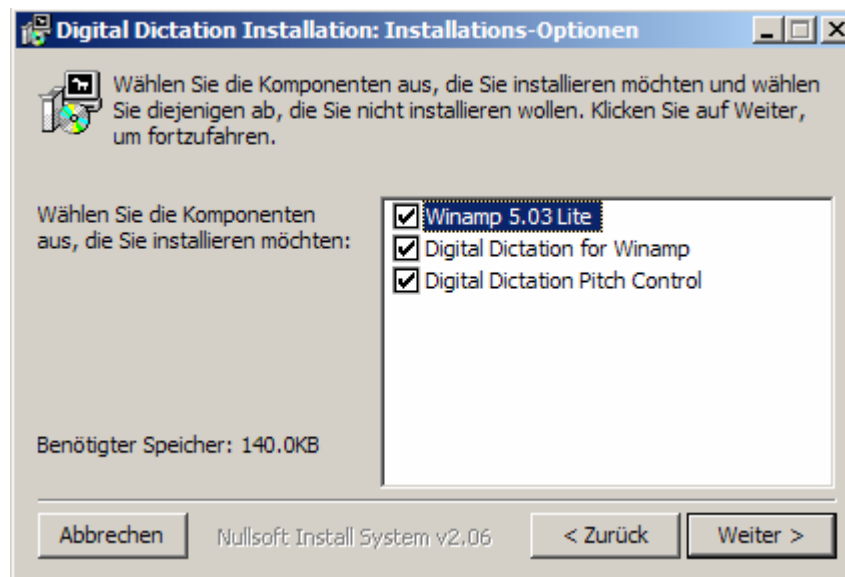 Digital Dictation Installation: Installations-Optionen
Wählen Sie die Komponenten aus, die Sie installieren möchten und wählen
Sie diejenigen ab, die Sie nicht installieren wollen. Klicken Sie auf Weiter,
um fortzufahren.
Wählen Sie die Komponenten
aus, die Sie installieren möchten:
Winamp 5.03 Lite
Digital Dictation for Winamp
Digital Dictation Pitch Control
Benötigter Speicher: 140.0KB
Abbrechen
Nullsoft Install System v2.06
< Zurück
Weiter >